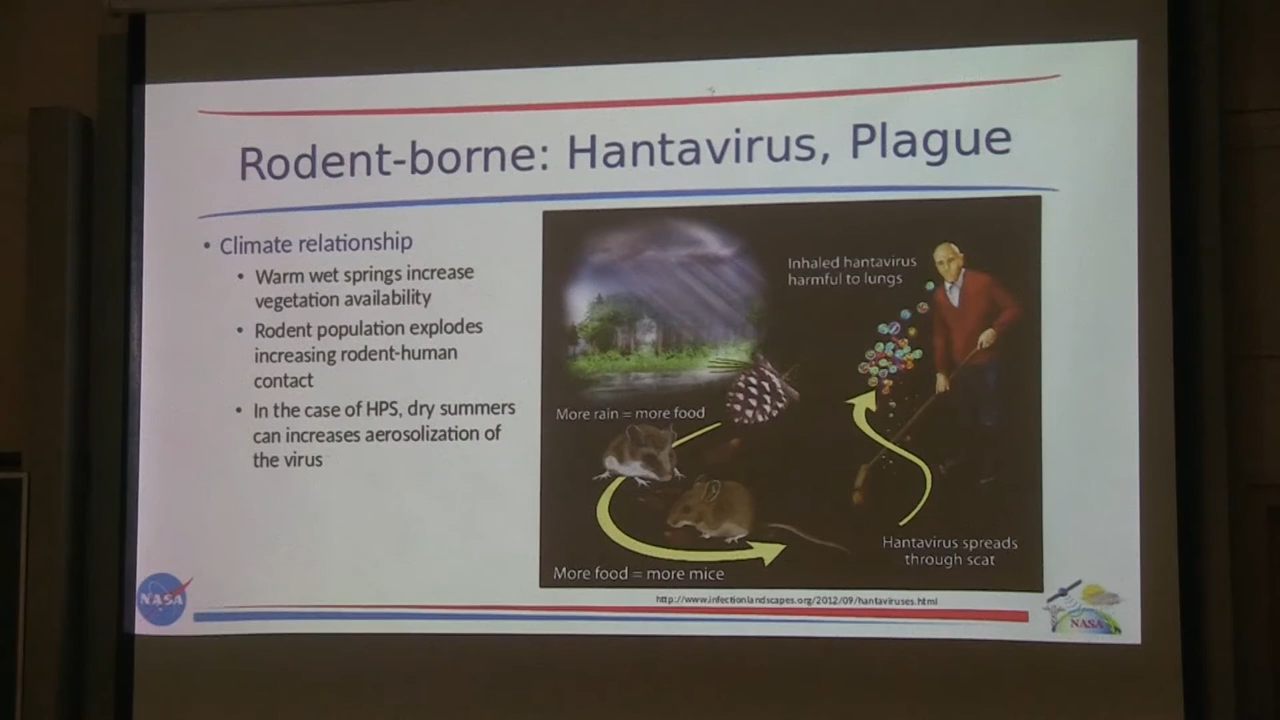 Rodent-borne: Hantavirus, Plague
• Climate relationship
• Warm wet springs increase
vegetation availability
• Rodent population explodes
increasing rodent-human
contact
• In the case of HPS, dry summers
can increases aerosolization of
the virus
Inhaled hantavirus
harmful to lungs
More rain = more food
Hantavirus spreads
through scat
More food = more mice
http://www.infectionlandscapes.org/2012/09/hantaviruses.html
NASA
NASA